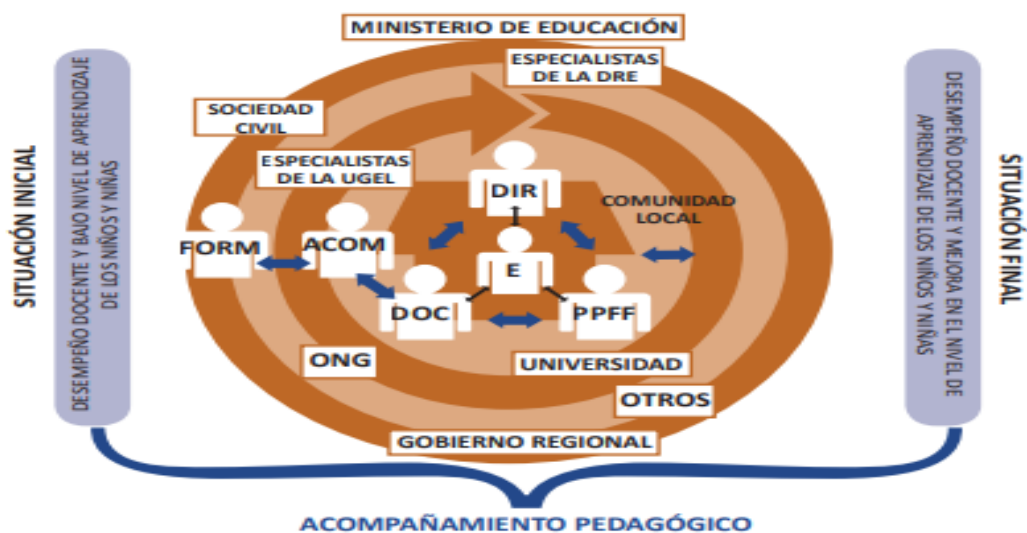 MINISTERIO DE EDUCACIÓN
ESPECIALISTAS
DE LA DRE
SOCIEDAD
CIVIL
ESPECIALISTAS
DE LA UGEL
DIR
COMUNIDAD
LOCAL
FORM
ACOM
E
DOC
PPFF
ONG
UNIVERSIDAD
OTROS
GOBIERNO REGIONAL
SITUACIÓN INICIAL
DESEMPEÑO DOCENTE Y BAJO NIVEL DE APRENDIZAJE
DE LOS NIÑOS Y NIÑAS
DESEMPEÑO DOCENTE Y MEJORA EN EL NIVEL DE
APRENDIZAJE DE LOS NIÑOS Y NIÑAS
SITUACIÓN FINAL
ACOMPAÑAMIENTO PEDAGÓGICO